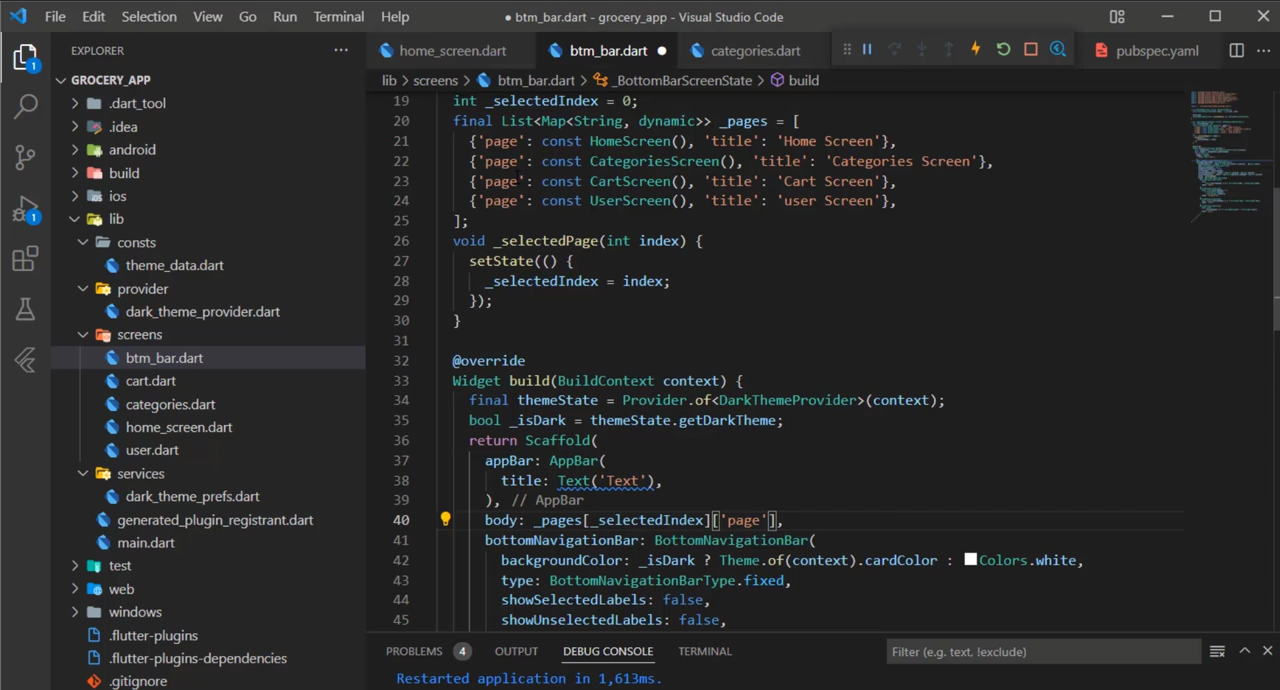 File Edit Selection View Go Run Terminal Help
● btm_bar.dart - grocery_app - Visual Studio Code
EXPLORER
home_screen.dart
btm_bar.dart ●
categories.dart
pubspec.yaml
1
1
GROCERY_APP
.dart_tool
.idea
android
build
ios
lib
consts
theme_data.dart
provider
dark_theme_provider.dart
screens
btm_bar.dart
cart.dart
categories.dart
home_screen.dart
user.dart
services
dark_theme_prefs.dart
generated_plugin_registrant.dart
main.dart
test
web
windows
.flutter-plugins
.flutter-plugins-dependencies
.gitignore
lib > screens > btm_bar.dart > _BottomBarScreenState > build
19 int _selectedIndex = 0;
20 final List<Map<String, dynamic>> _pages = [
21 {'page': const HomeScreen(), 'title': 'Home Screen'},
22 {'page': const CategoriesScreen(), 'title': 'Categories Screen'},
23 {'page': const CartScreen(), 'title': 'Cart Screen'},
24 {'page': const UserScreen(), 'title': 'user Screen'},
25 ];
26 void _selectedPage(int index) {
27 setState(() {
28 _selectedIndex = index;
29 });
30 }
31
32 @override
33 Widget build(BuildContext context) {
34 final themeState = Provider.of<DarkThemeProvider>(context);
35 bool _isDark = themeState.getDarkTheme;
36 return Scaffold(
37 appBar: AppBar(
38 title: Text('Text'),
39 ), // AppBar
40 body: _pages[_selectedIndex]['page'],
41 bottomNavigationBar: BottomNavigationBar(
42 backgroundColor: _isDark ? Theme.of(context).cardColor : Colors.white,
43 type: BottomNavigationBarType.fixed,
44 showSelectedLabels: false,
45 showUnselectedLabels: false,
PROBLEMS 4 OUTPUT DEBUG CONSOLE TERMINAL
Filter (e.g. text, !exclude)
Restarted application in 1,613ms.